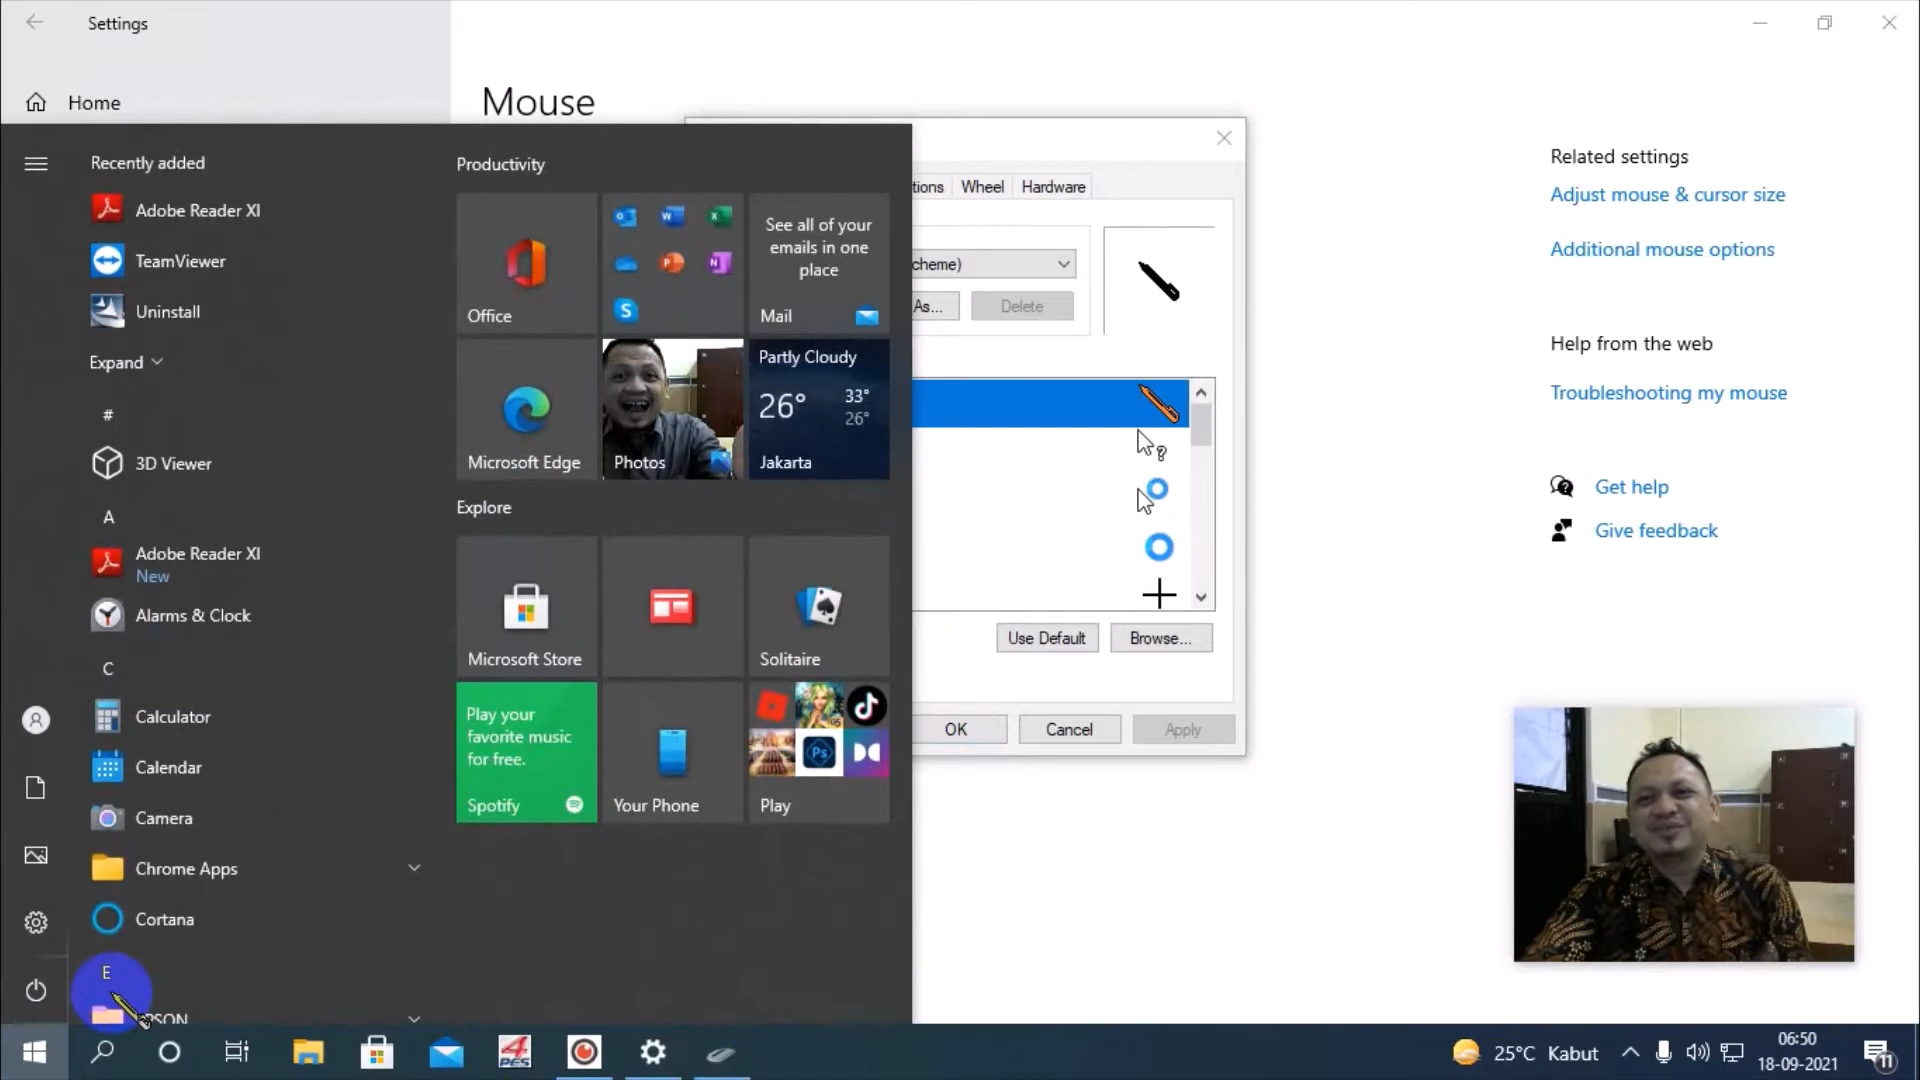 Settings
Home
Mouse
Recently added
Adobe Reader XI
TeamViewer
Uninstall
Expand
#
3D Viewer
A
Adobe Reader XI
New
Alarms & Clock
C
Calculator
Calendar
Camera
Chrome Apps
Cortana
E
Productivity
Office
See all of your
emails in one
place
Mail
Microsoft Edge
Photos
Partly Cloudy
26°
33°
26°
Jakarta
Explore
Microsoft Store
Solitaire
Play your
favorite music
for free.
Spotify
Your Phone
Ps
Play
tions
Wheel
Hardware
cheme)
As...
Delete
Use Default
Browse...
OK
Cancel
Apply
Related settings
Adjust mouse & cursor size
Additional mouse options
Help from the web
Troubleshooting my mouse
Get help
Give feedback
4
PES
25°C Kabut
06:50
18-09-2021
11